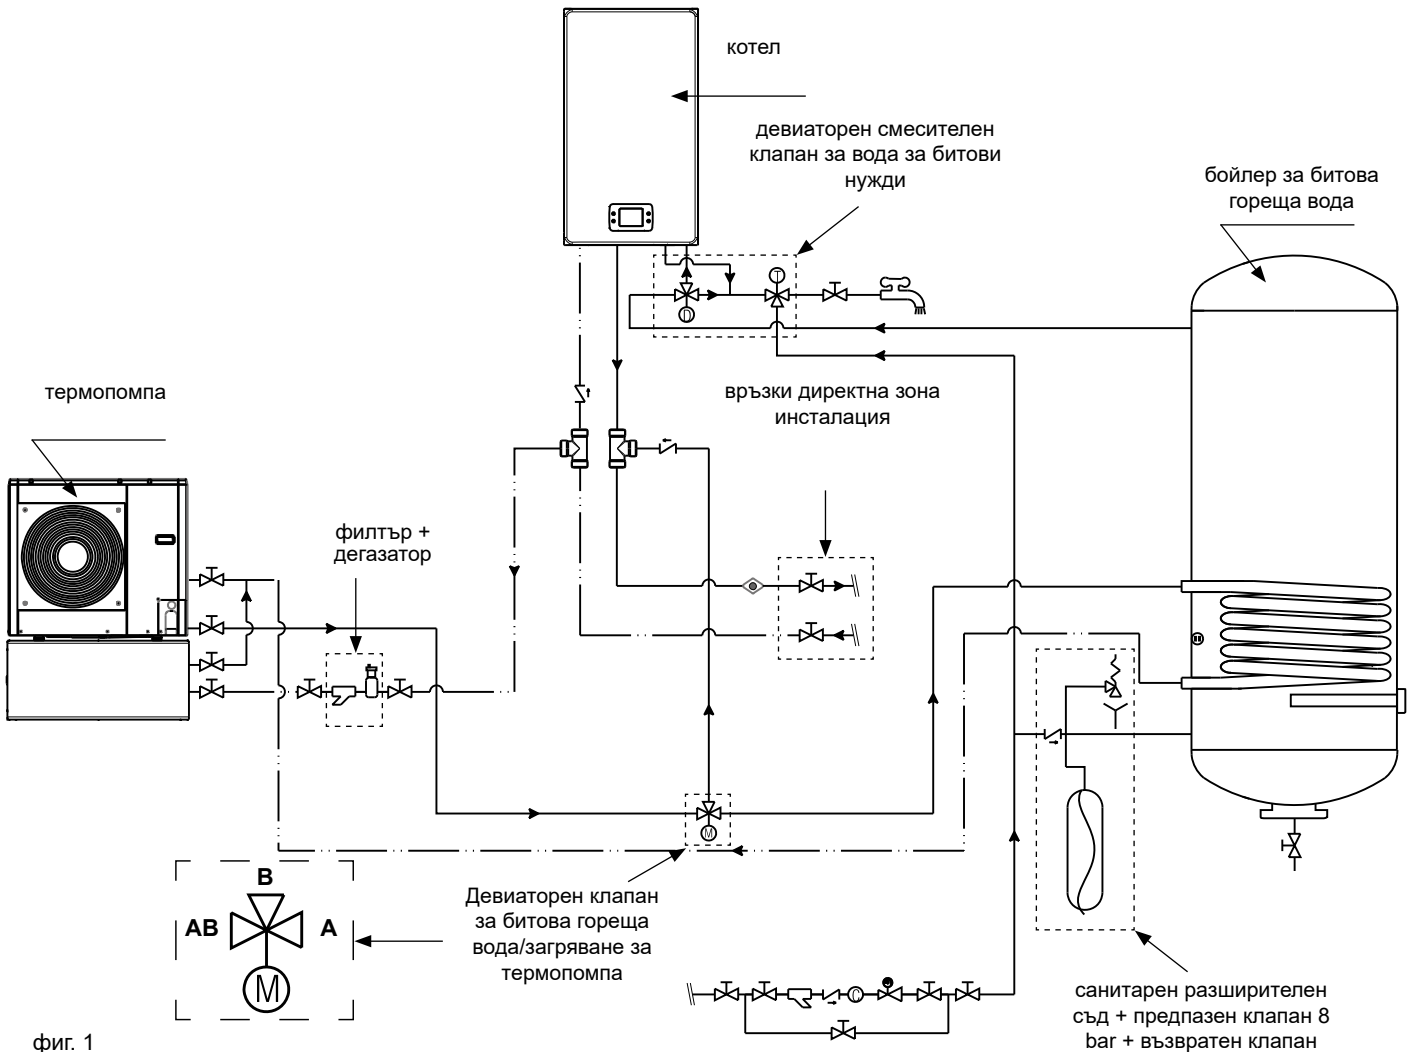 котел
девиаторен смесителен
клапан за вода за битови
нужди
бойлер за битова
гореща вода
T
D
термопомпа
връзки директна зона
инсталация
филтър +
дегазатор
M
B
AB
A
M
Девиаторен клапан
за битова гореща
вода/загряване за
термопомпа
C
санитарен разширителен
съд + предпазен клапан 8
bar + възвратен клапан
фиг. 1